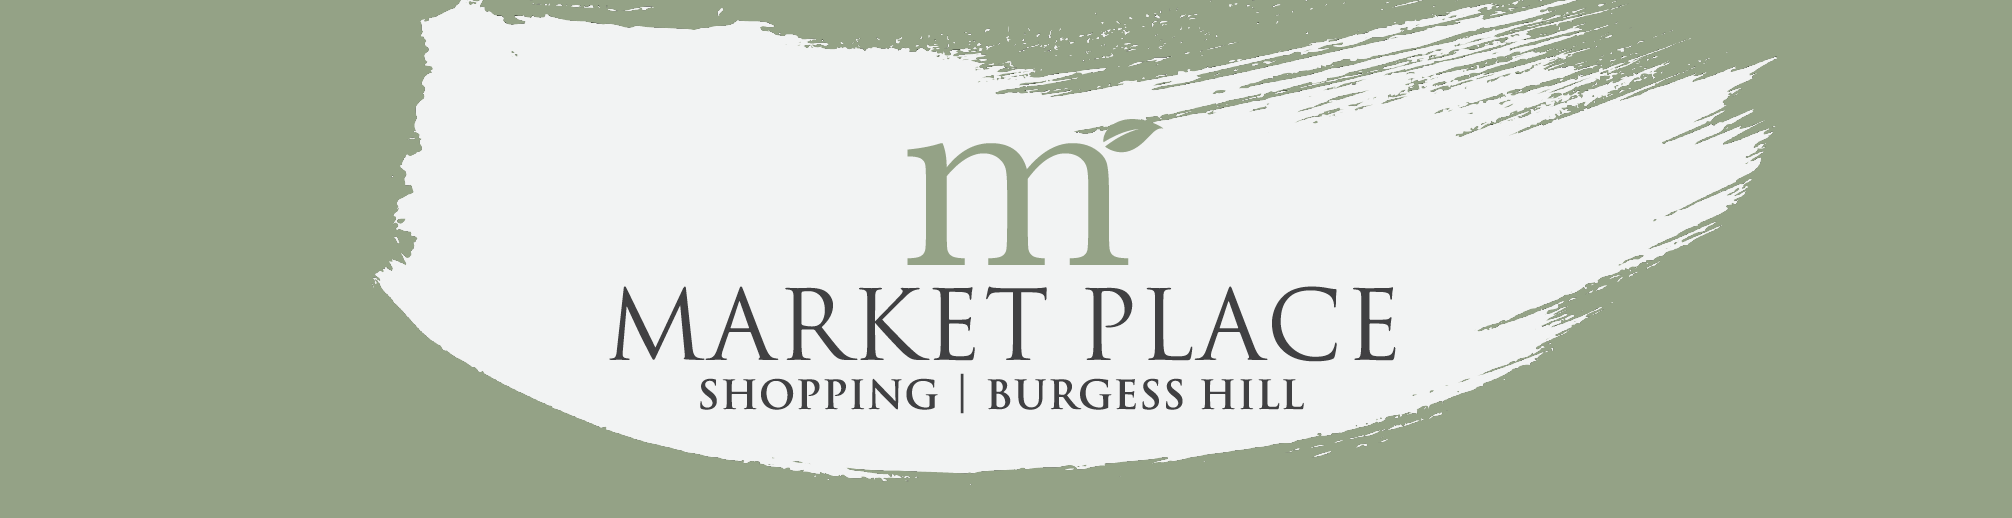 m
MARKET PLACE
SHOPPING | BURGESS HILL